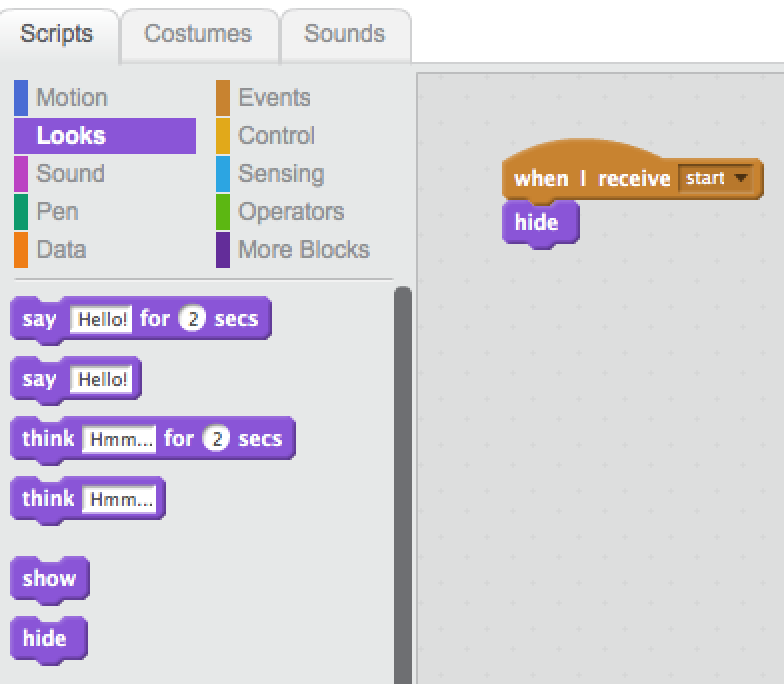 Scripts Costumes Sounds
Motion Events
Looks Control
Sound Sensing
Pen Operators
Data More Blocks
say Hello! for 2 secs
say Hello!
think Hmm... for 2 secs
think Hmm...
show
hide
when I receive start
hide